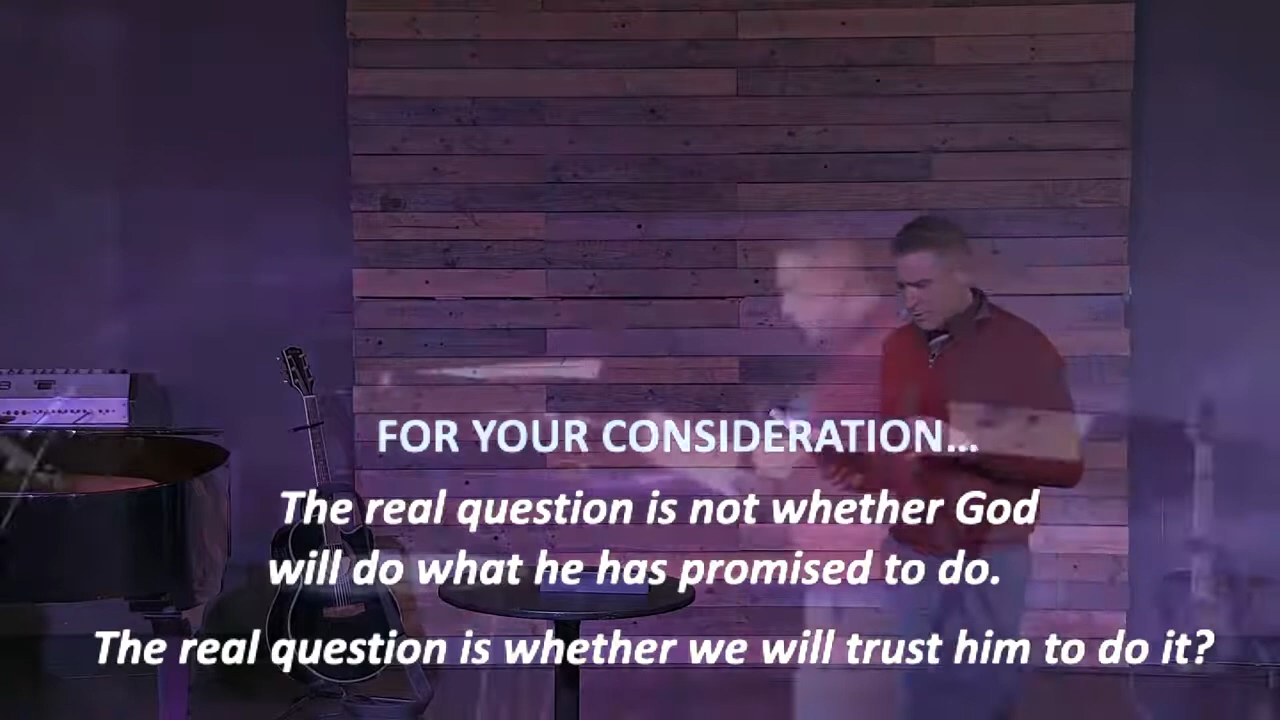 FOR YOUR CONSIDERATION...
The real question is not whether God
will do what he has promised to do.
The real question is whether we will trust him to do it?